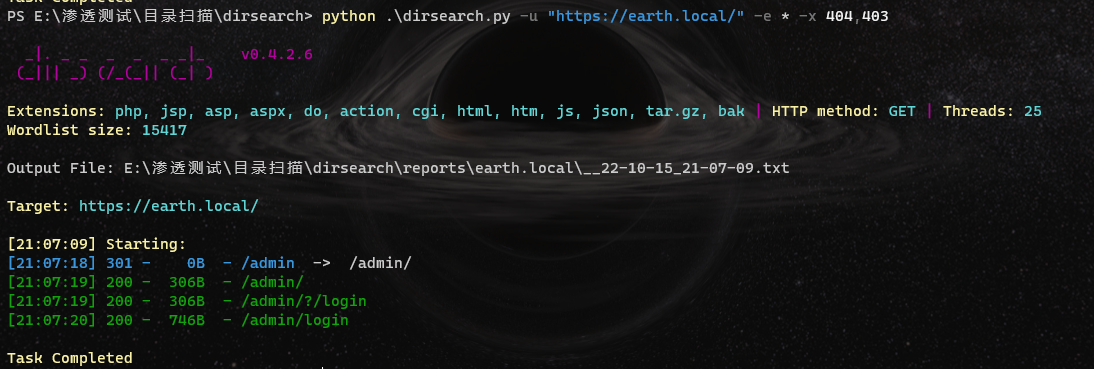 Task Completed
PS E:\渗透测试\目录扫描\dirsearch> python .\dirsearch.py -u "https://earth.local/" -e * -x 404,403
_|. _ _  _  _  _ _|_    v0.4.2.6
(_||| _) (/_(_|| (_| )
Extensions: php, jsp, asp, aspx, do, action, cgi, html, htm, js, json, tar.gz, bak | HTTP method: GET | Threads: 25
Wordlist size: 15417
Output File: E:\渗透测试\目录扫描\dirsearch\reports\earth.local\__22-10-15_21-07-09.txt
Target: https://earth.local/
[21:07:09] Starting:
[21:07:18] 301 -    0B  - /admin  ->  /admin/
[21:07:19] 200 -  306B  - /admin/
[21:07:19] 200 -  306B  - /admin/?/login
[21:07:20] 200 -  746B  - /admin/login
Task Completed